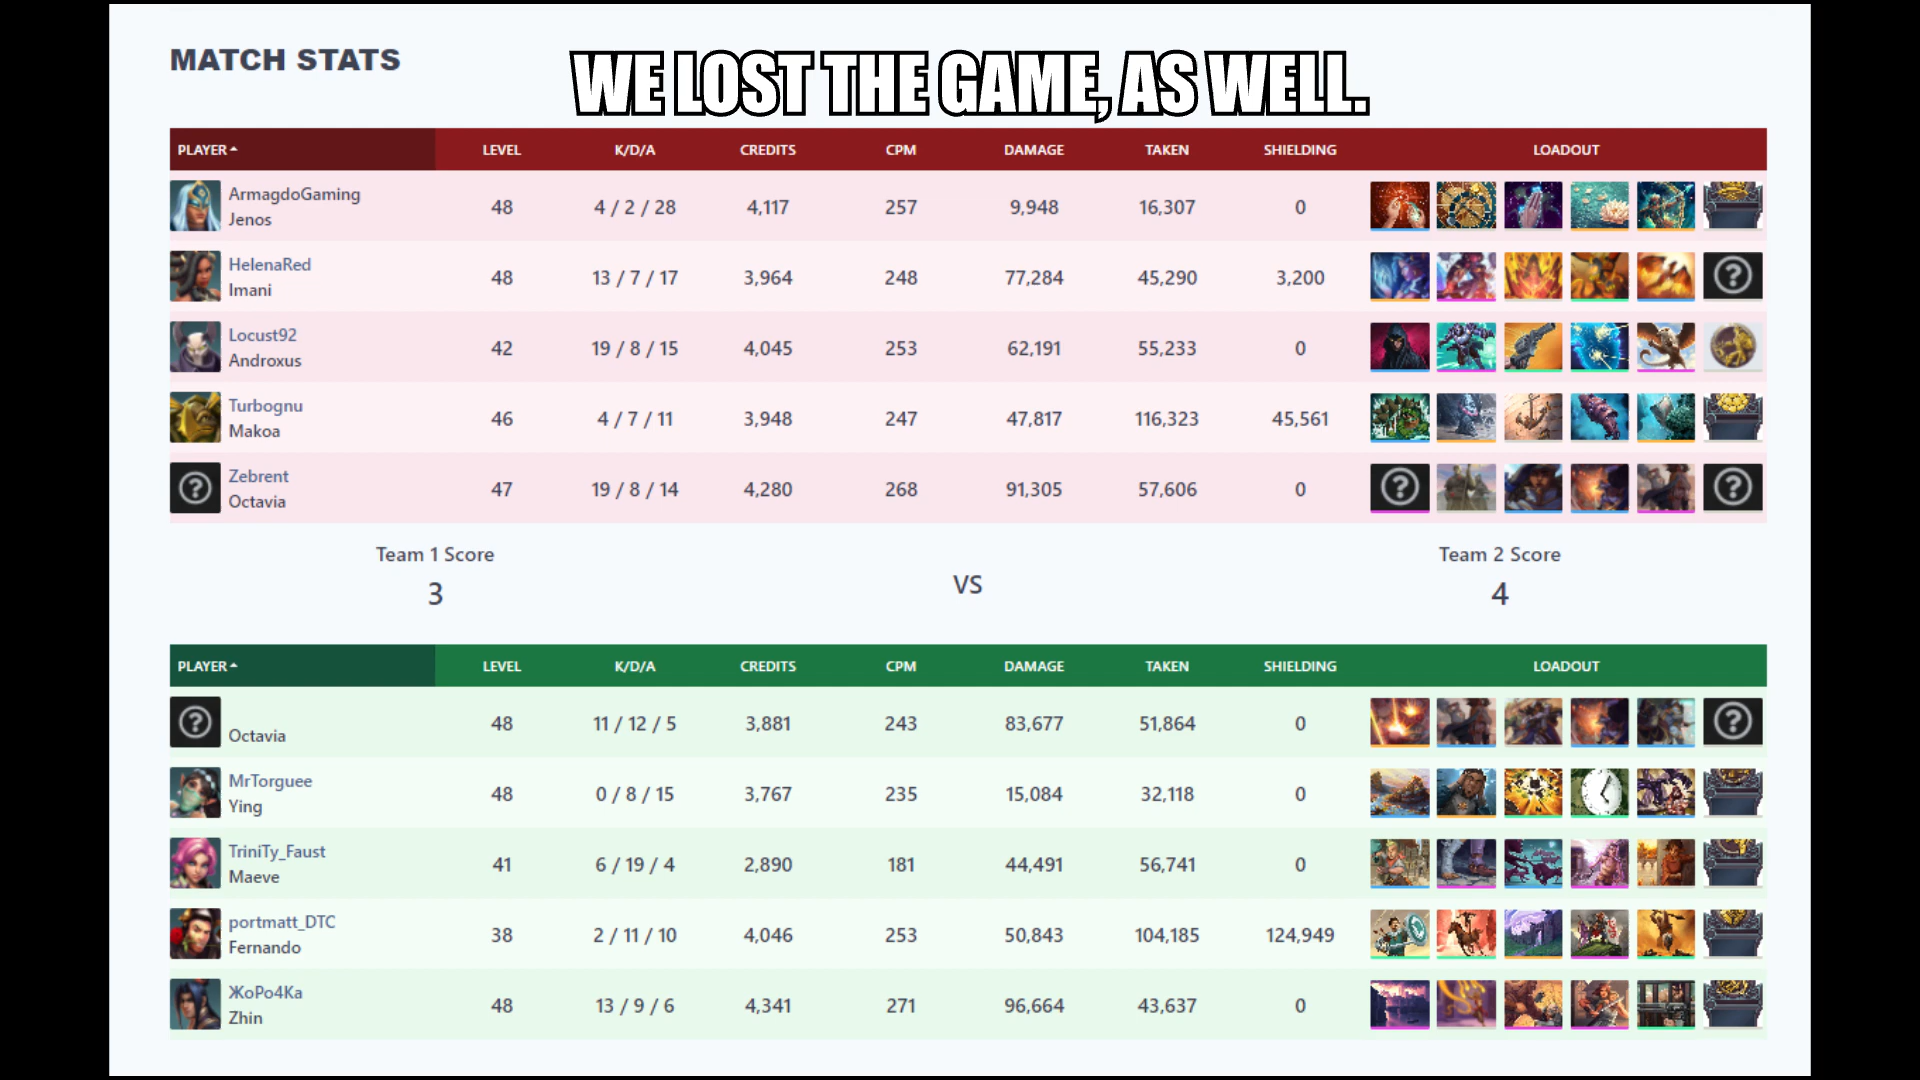 MATCH STATS
WE LOST THE GAME, AS WELL.
PLAYER LEVEL K/D/A CREDITS CPM DAMAGE TAKEN SHIELDING LOADOUT
ArmagdoGaming
Jenos
48 4 / 2 / 28 4,117 257 9,948 16,307 0
HelenaRed
Imani
48 13 / 7 / 17 3,964 248 77,284 45,290 3,200
Locust92
Androxus
42 19 / 8 / 15 4,045 253 62,191 55,233 0
Turbognu
Makoa
46 4 / 7 / 11 3,948 247 47,817 116,323 45,561
Zebrent
Octavia
47 19 / 8 / 14 4,280 268 91,305 57,606 0
Team 1 Score
3
VS
Team 2 Score
4
PLAYER LEVEL K/D/A CREDITS CPM DAMAGE TAKEN SHIELDING LOADOUT
Octavia
48 11 / 12 / 5 3,881 243 83,677 51,864 0
MrTorguee
Ying
48 0 / 8 / 15 3,767 235 15,084 32,118 0
TriniTy_Faust
Maeve
41 6 / 19 / 4 2,890 181 44,491 56,741 0
portmatt_DTC
Fernando
38 2 / 11 / 10 4,046 253 50,843 104,185 124,949
ЖоРо4Ка
Zhin
48 13 / 9 / 6 4,341 271 96,664 43,637 0